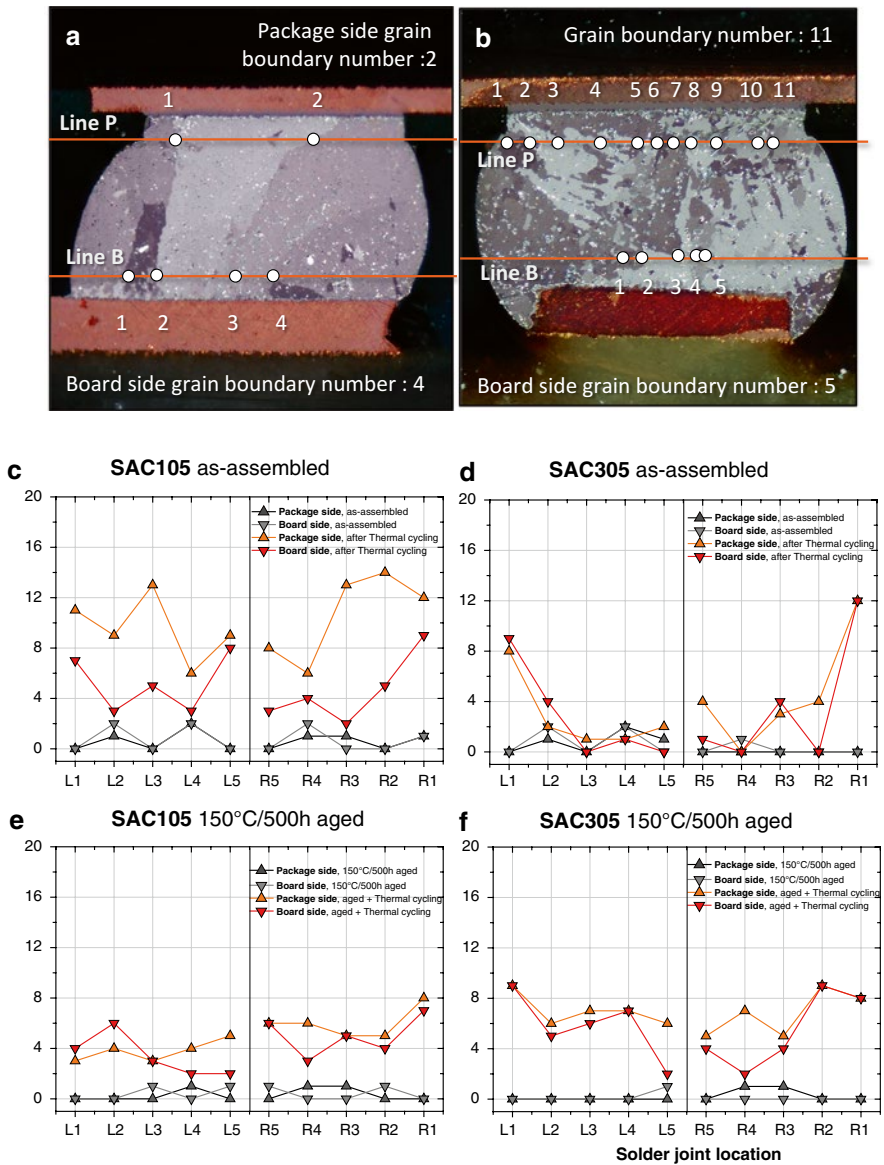 a
Package side grain
boundary number :2
1 2
Line P
Line B
1 2 3 4
Board side grain boundary number : 4
b
Grain boundary number : 11
1 2 3 4 5 6 7 8 9 10 11
Line P
Line B
1 2 3 4 5
Board side grain boundary number : 5
c SAC105 as-assembled
20
16
12
8
4
0
Package side, as-assembled
Board side, as-assembled
Package side, after Thermal cycling
Board side, after Thermal cycling
L1 L2 L3 L4 L5 R5 R4 R3 R2 R1
d SAC305 as-assembled
20
16
12
8
4
0
Package side, as-assembled
Board side, as-assembled
Package side, after Thermal cycling
Board side, after Thermal cycling
L1 L2 L3 L4 L5 R5 R4 R3 R2 R1
e SAC105 150°C/500h aged
20
16
12
8
4
0
Package side, 150°C/500h aged
Board side, 150°C/500h aged
Package side, aged + Thermal cycling
Board side, aged + Thermal cycling
L1 L2 L3 L4 L5 R5 R4 R3 R2 R1
f SAC305 150°C/500h aged
20
16
12
8
4
0
Package side, 150°C/500h aged
Board side, 150°C/500h aged
Package side, aged + Thermal cycling
Board side, aged + Thermal cycling
L1 L2 L3 L4 L5 R5 R4 R3 R2 R1
Solder joint location